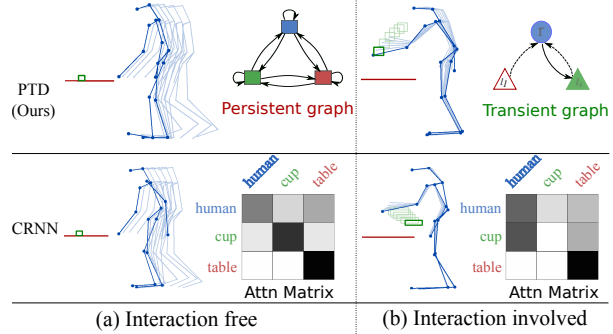 PTD
(Ours)
Persistent graph
r
Transient graph
CRNN
human
cup
table
human
cup
table
Attn Matrix
human
cup
table
human
cup
table
Attn Matrix
(a) Interaction free
(b) Interaction involved